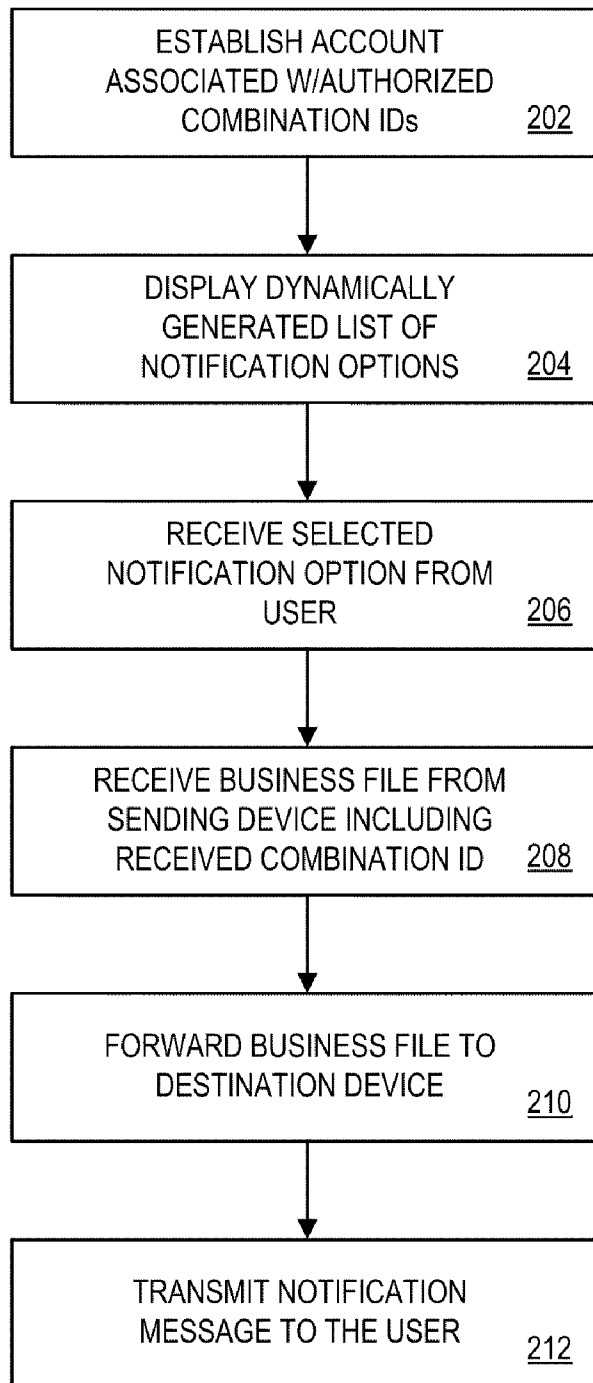 ESTABLISH ACCOUNT
ASSOCIATED W/AUTHORIZED
COMBINATION IDs
202
DISPLAY DYNAMICALLY
GENERATED LIST OF
NOTIFICATION OPTIONS
204
RECEIVE SELECTED
NOTIFICATION OPTION FROM
USER
206
RECEIVE BUSINESS FILE FROM
SENDING DEVICE INCLUDING
RECEIVED COMBINATION ID
208
FORWARD BUSINESS FILE TO
DESTINATION DEVICE
210
TRANSMIT NOTIFICATION
MESSAGE TO THE USER
212